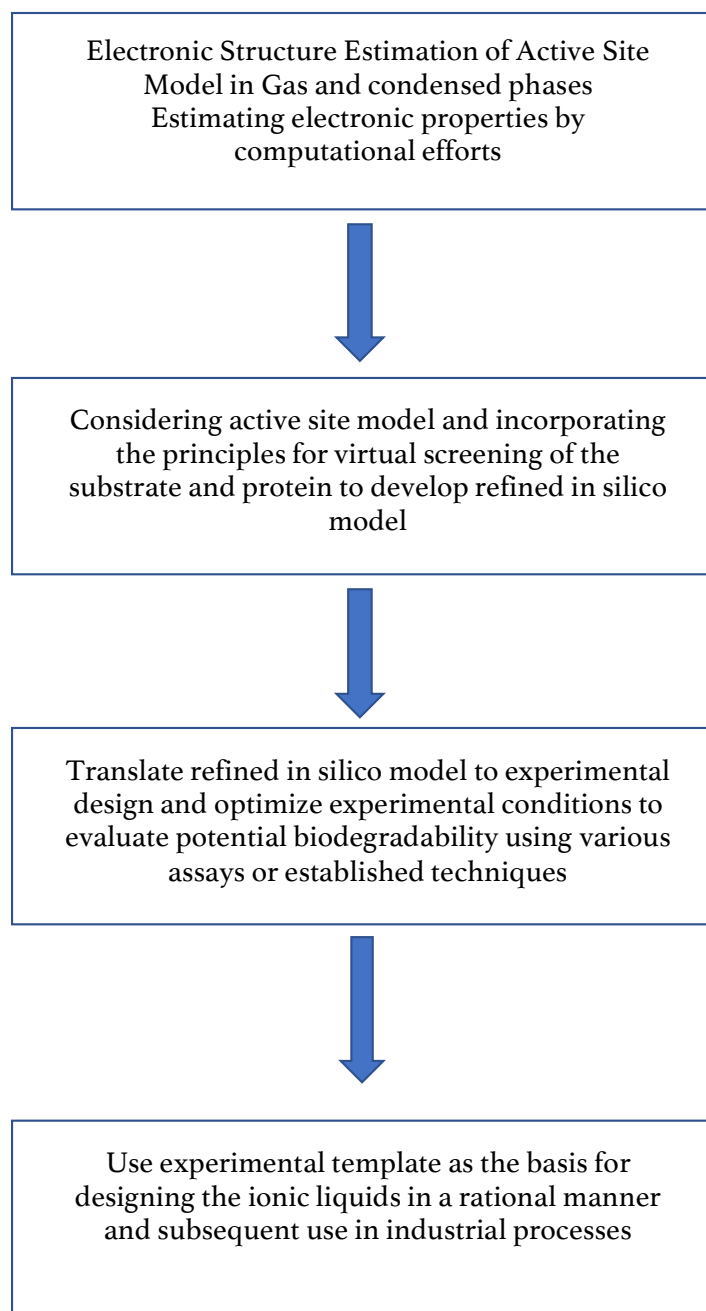 Electronic Structure Estimation of Active Site
Model in Gas and condensed phases
Estimating electronic properties by
computational efforts
Considering active site model and incorporating
the principles for virtual screening of the
substrate and protein to develop refined in silico
model
Translate refined in silico model to experimental
design and optimize experimental conditions to
evaluate potential biodegradability using various
assays or established techniques
Use experimental template as the basis for
designing the ionic liquids in a rational manner
and subsequent use in industrial processes